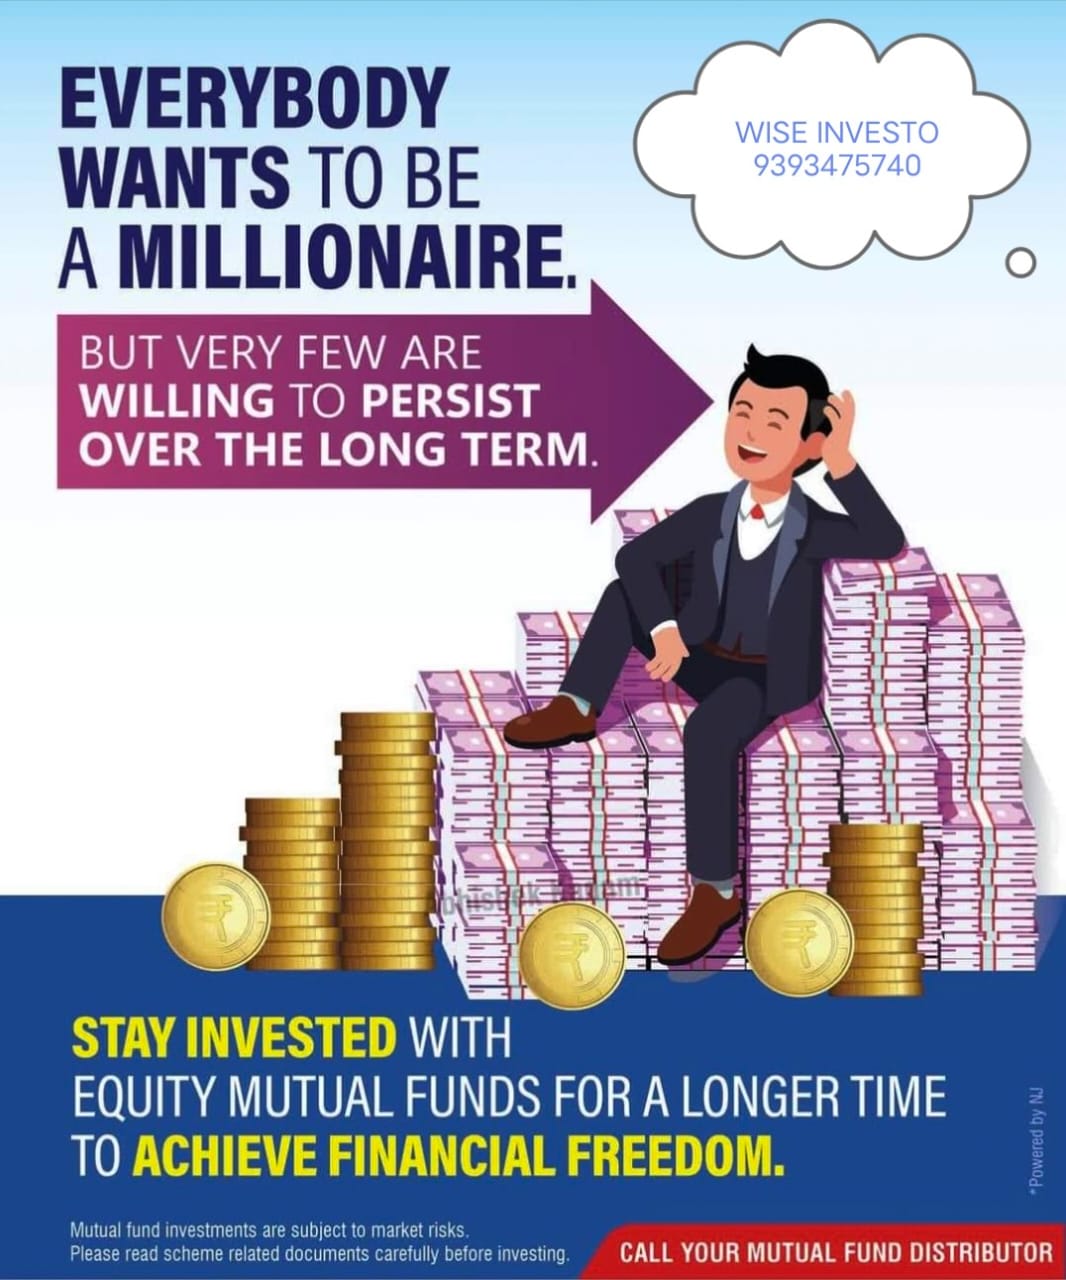 EVERYBODY
WANTS TO BE
A MILLIONAIRE.
WISE INVESTO
9393475740
BUT VERY FEW ARE
WILLING TO PERSIST
OVER THE LONG TERM.
STAY INVESTED WITH
EQUITY MUTUAL FUNDS FOR A LONGER TIME
TO ACHIEVE FINANCIAL FREEDOM.
*Powered by NJ
Mutual fund investments are subject to market risks.
Please read scheme related documents carefully before investing.
CALL YOUR MUTUAL FUND DISTRIBUTOR